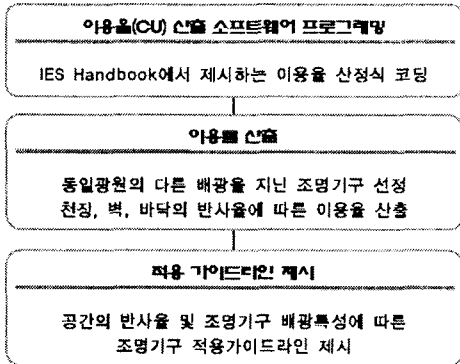 이용율(CU) 산출 소프트웨어 프로그래밍
IES Handbook에서 제시하는 이용율 산정식 코딩
이용률 산출
동일광원의 다른 배광을 지닌 조명기구 선정
천장, 벽, 바닥의 반사율에 따른 이용율 산출
적용 가이드라인 제시
공간의 반사율 및 조명기구 배광특성에 따른
조명기구 적용가이드라인 제시